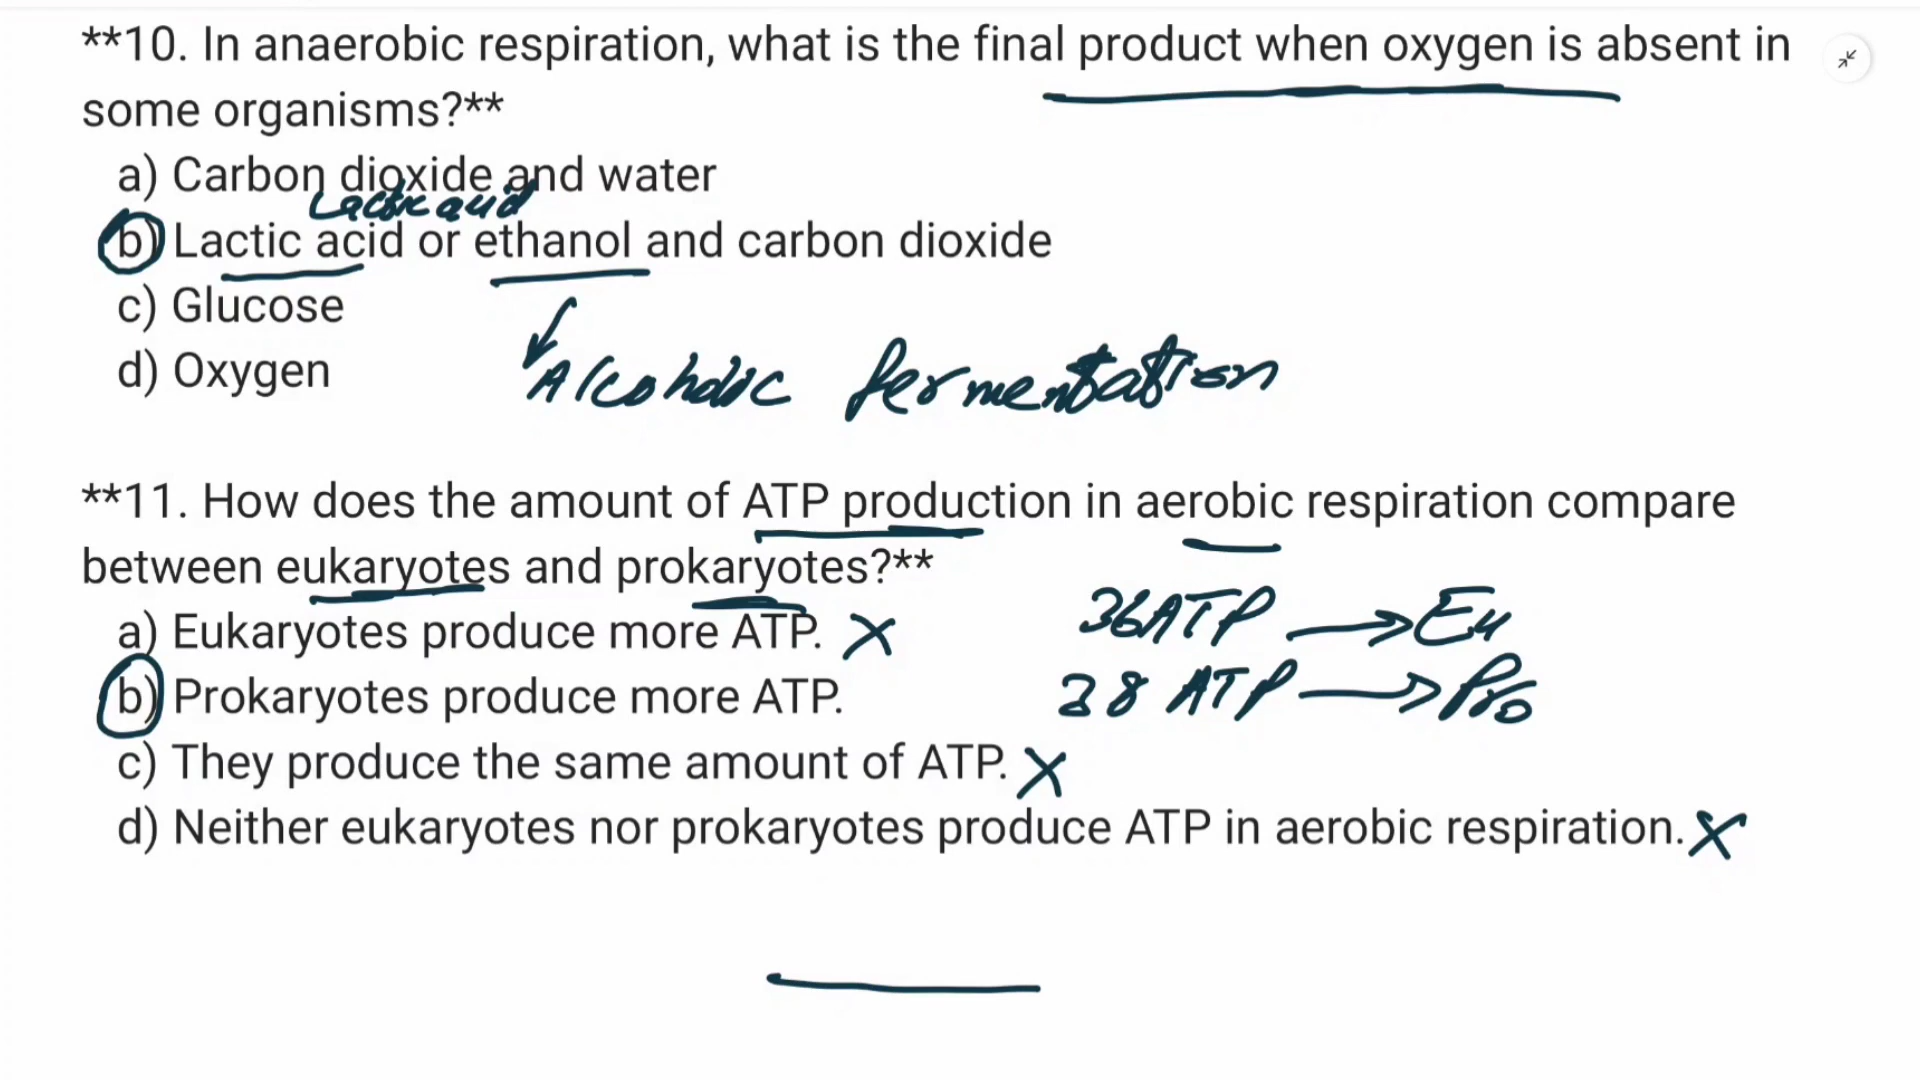 **10. In anaerobic respiration, what is the final product when oxygen is absent in
some organisms?**
a) Carbon dioxide and water
Lactic acid
b) Lactic acid or ethanol and carbon dioxide
c) Glucose
d) Oxygen
Alcoholic fermentation
**11. How does the amount of ATP production in aerobic respiration compare
between eukaryotes and prokaryotes?**
36ATP → Eu
a) Eukaryotes produce more ATP. X
38 ATP → Pro
b) Prokaryotes produce more ATP.
c) They produce the same amount of ATP. X
d) Neither eukaryotes nor prokaryotes produce ATP in aerobic respiration. X